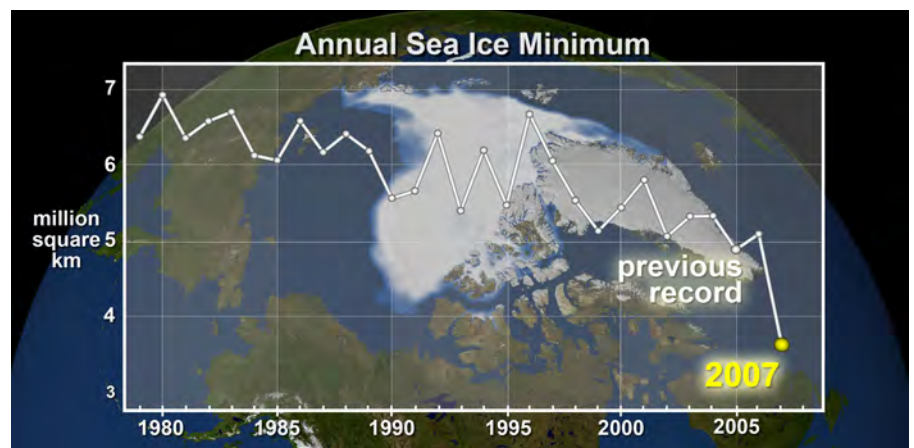 Annual Sea Ice Minimum
7
6
million
square
km
5
4
3
previous
record
2007
1980 1985 1990 1995 2000 2005